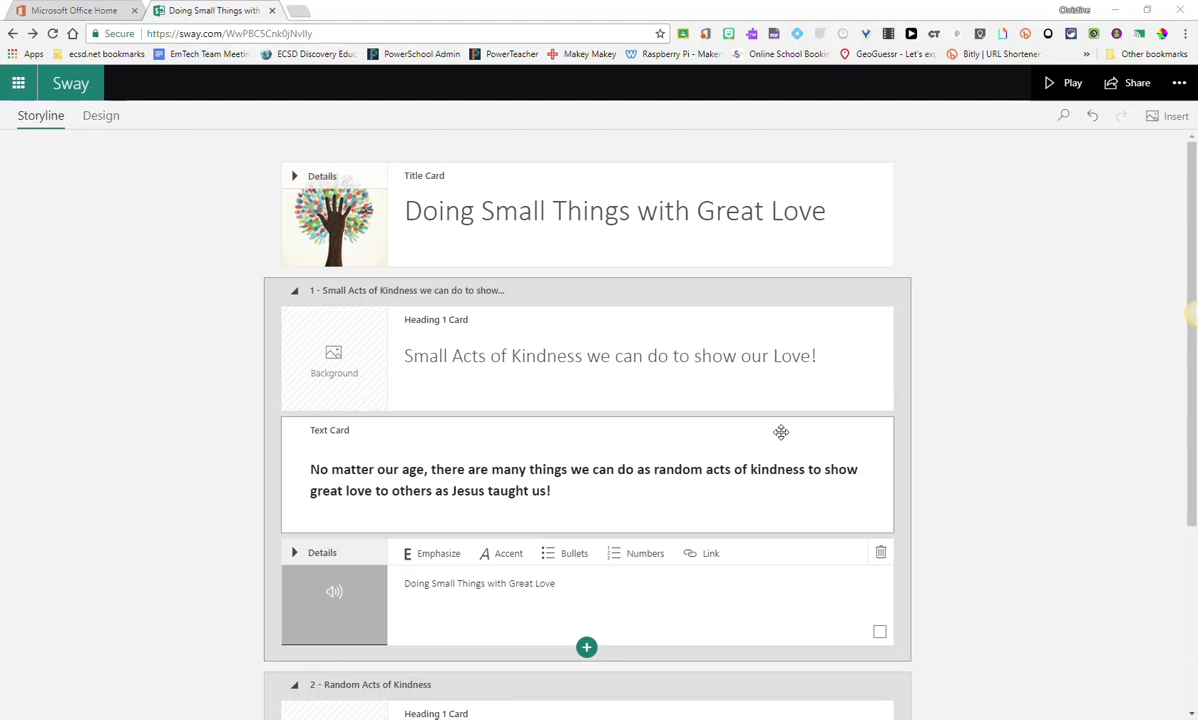 Microsoft Office Home
Doing Small Things with
Christine
Secure
https://sway.com/WwPBC5Cnk0jNvlly
Apps
ecsd.net bookmarks
EmTech Team Meetin
ECSD Discovery Educ
PowerSchool Admin
PowerTeacher
Makey Makey
Raspberry Pi - Maker
Online School Bookin
GeoGuessr - Let's ex
Bitly | URL Shortener
»
Other bookmarks
Sway
Play
Share
Storyline
Design
Insert
Details
Title Card
Doing Small Things with Great Love
1 - Small Acts of Kindness we can do to show...
Heading 1 Card
Small Acts of Kindness we can do to show our Love!
Background
Text Card
No matter our age, there are many things we can do as random acts of kindness to show
great love to others as Jesus taught us!
Details
E Emphasize
A Accent
Bullets
Numbers
Link
Doing Small Things with Great Love
2 - Random Acts of Kindness
Heading 1 Card